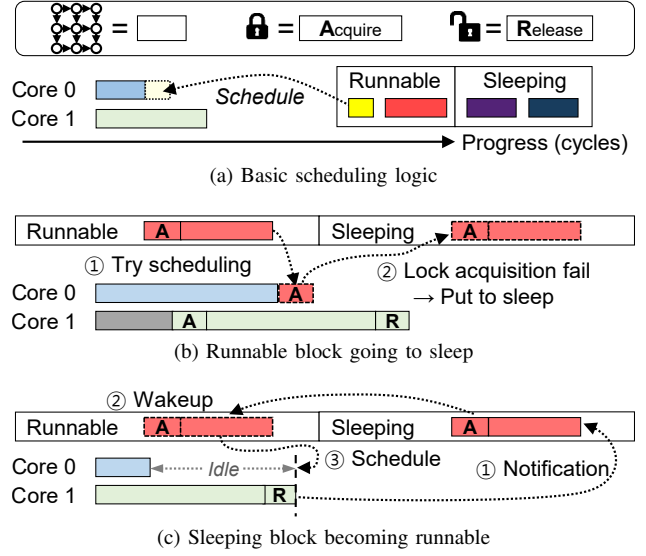 = = Acquire = Release
Core 0
Core 1
Schedule
Runnable Sleeping
Progress (cycles)
(a) Basic scheduling logic
Runnable A Sleeping A
① Try scheduling
② Lock acquisition fail
→ Put to sleep
Core 0 A
Core 1 A R
(b) Runnable block going to sleep
② Wakeup
Runnable A Sleeping A
Core 0 Idle ③ Schedule
① Notification
Core 1 R
(c) Sleeping block becoming runnable